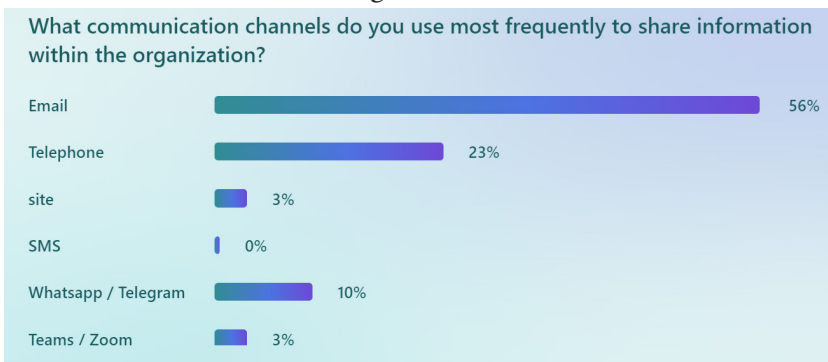 What communication channels do you use most frequently to share information
within the organization?
Email 56%
Telephone 23%
site 3%
SMS 0%
Whatsapp / Telegram 10%
Teams / Zoom 3%